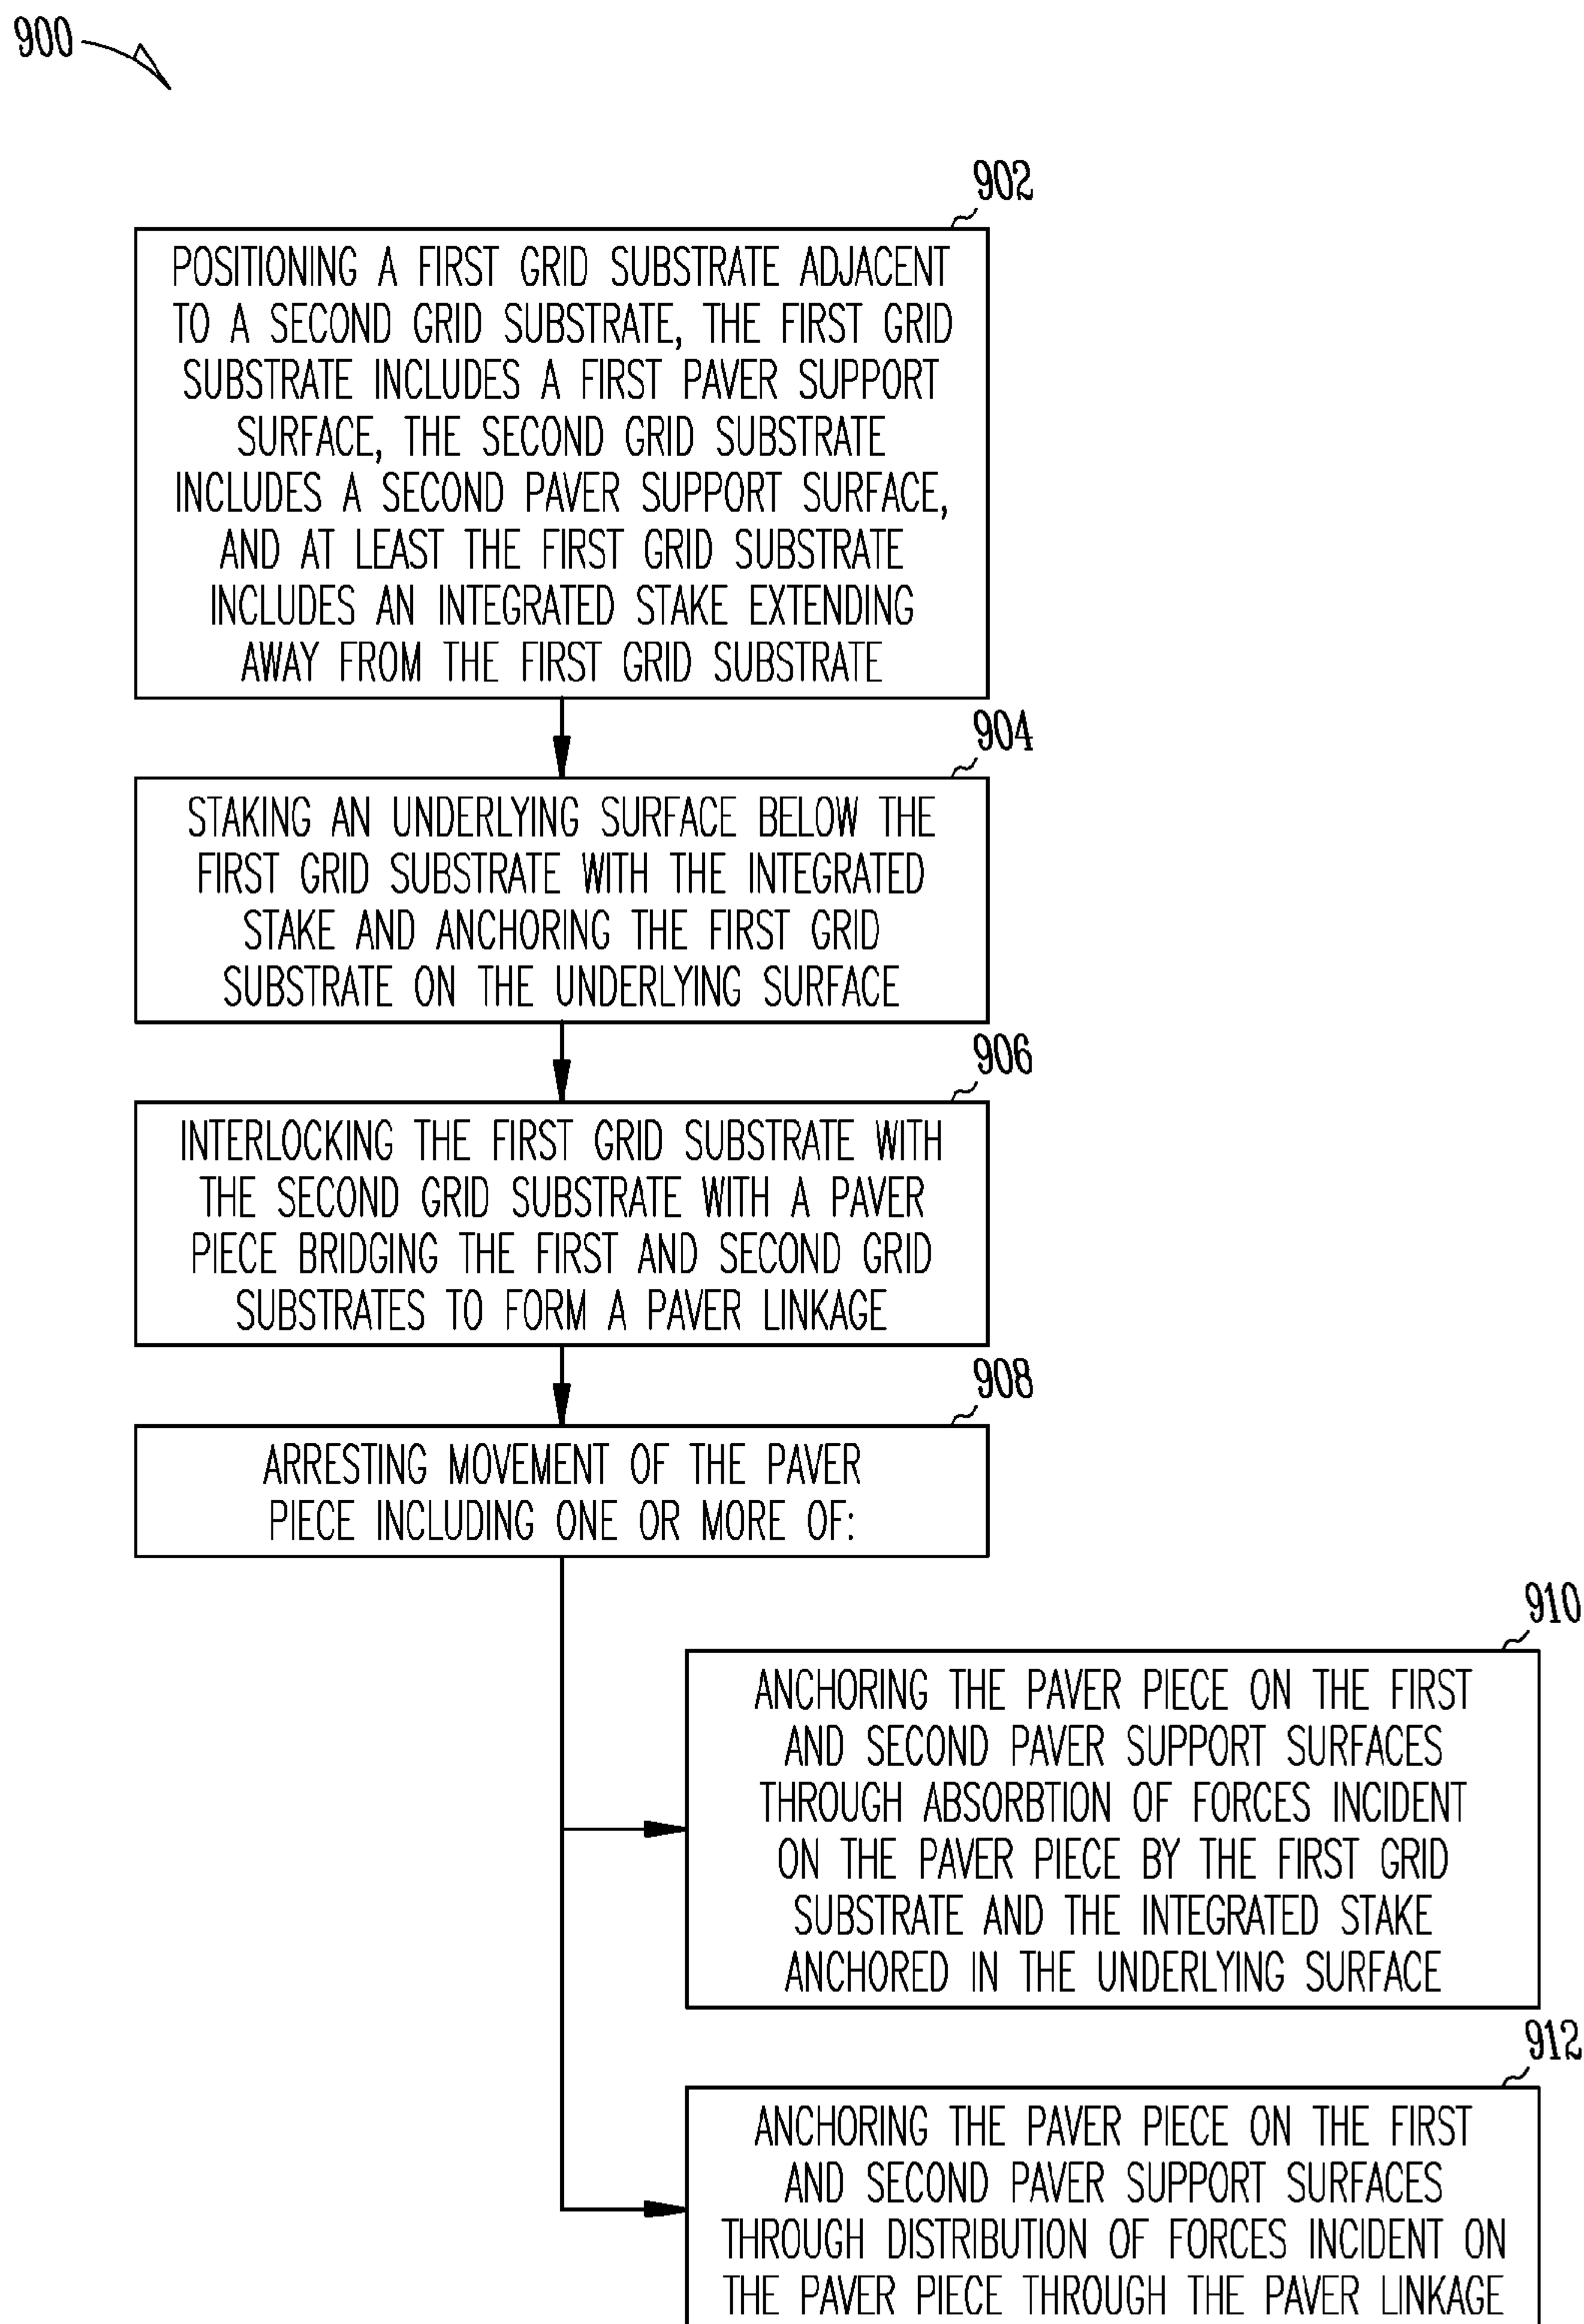 900
902
POSITIONING A FIRST GRID SUBSTRATE ADJACENT
TO A SECOND GRID SUBSTRATE, THE FIRST GRID
SUBSTRATE INCLUDES A FIRST PAVER SUPPORT
SURFACE, THE SECOND GRID SUBSTRATE
INCLUDES A SECOND PAVER SUPPORT SURFACE,
AND AT LEAST THE FIRST GRID SUBSTRATE
INCLUDES AN INTEGRATED STAKE EXTENDING
AWAY FROM THE FIRST GRID SUBSTRATE
904
STAKING AN UNDERLYING SURFACE BELOW THE
FIRST GRID SUBSTRATE WITH THE INTEGRATED
STAKE AND ANCHORING THE FIRST GRID
SUBSTRATE ON THE UNDERLYING SURFACE
906
INTERLOCKING THE FIRST GRID SUBSTRATE WITH
THE SECOND GRID SUBSTRATE WITH A PAVER
PIECE BRIDGING THE FIRST AND SECOND GRID
SUBSTRATES TO FORM A PAVER LINKAGE
908
ARRESTING MOVEMENT OF THE PAVER
PIECE INCLUDING ONE OR MORE OF:
910
ANCHORING THE PAVER PIECE ON THE FIRST
AND SECOND PAVER SUPPORT SURFACES
THROUGH ABSORBTION OF FORCES INCIDENT
ON THE PAVER PIECE BY THE FIRST GRID
SUBSTRATE AND THE INTEGRATED STAKE
ANCHORED IN THE UNDERLYING SURFACE
912
ANCHORING THE PAVER PIECE ON THE FIRST
AND SECOND PAVER SUPPORT SURFACES
THROUGH DISTRIBUTION OF FORCES INCIDENT ON
THE PAVER PIECE THROUGH THE PAVER LINKAGE